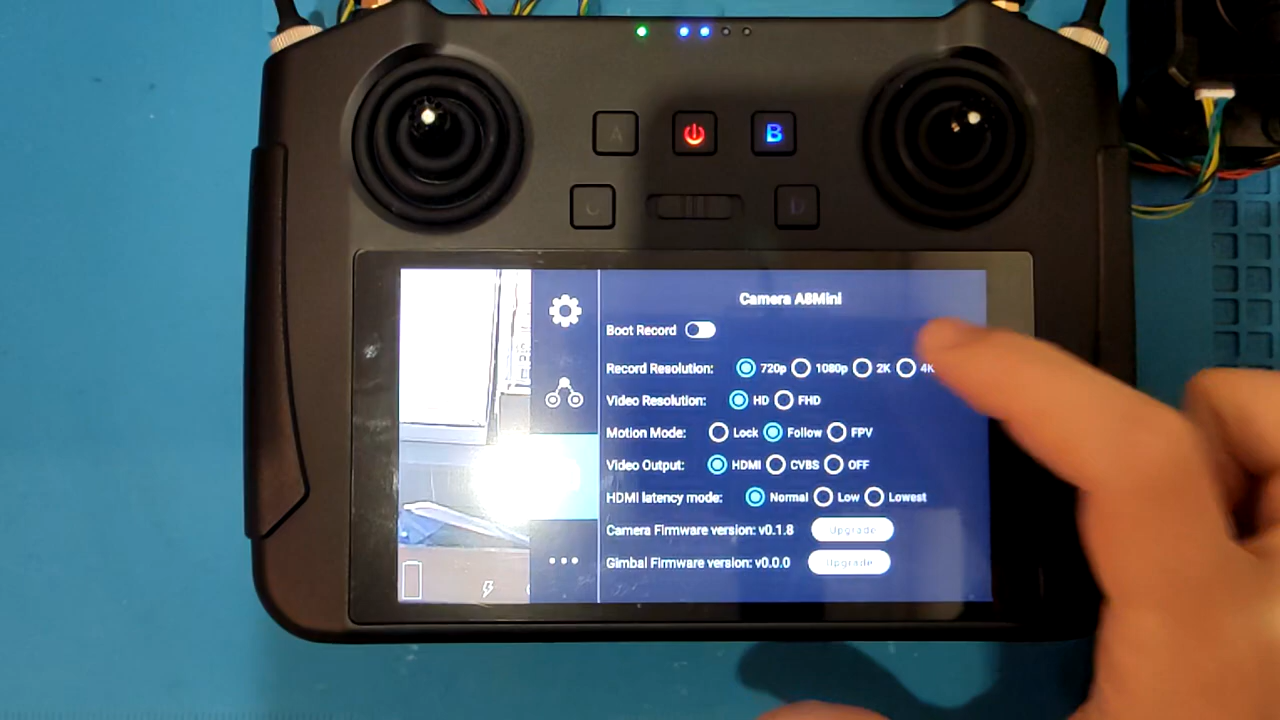 A B
C D
Camera A8Mini
Boot Record
Record Resolution: 720p 1080p 2K 4K
Video Resolution: HD FHD
Motion Mode: Lock Follow FPV
Video Output: HDMI CVBS OFF
HDMI latency mode: Normal Low Lowest
Camera Firmware version: v0.1.8 Upgrade
Gimbal Firmware version: v0.0.0 Upgrade